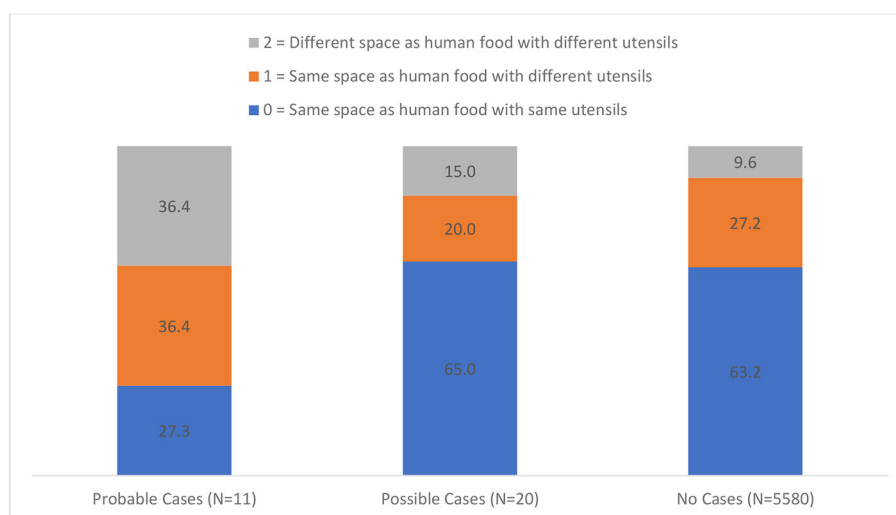 2 = Different space as human food with different utensils
1 = Same space as human food with different utensils
0 = Same space as human food with same utensils
36.4
15.0
9.6
36.4
20.0
27.2
27.3
65.0
63.2
Probable Cases (N=11)
Possible Cases (N=20)
No Cases (N=5580)